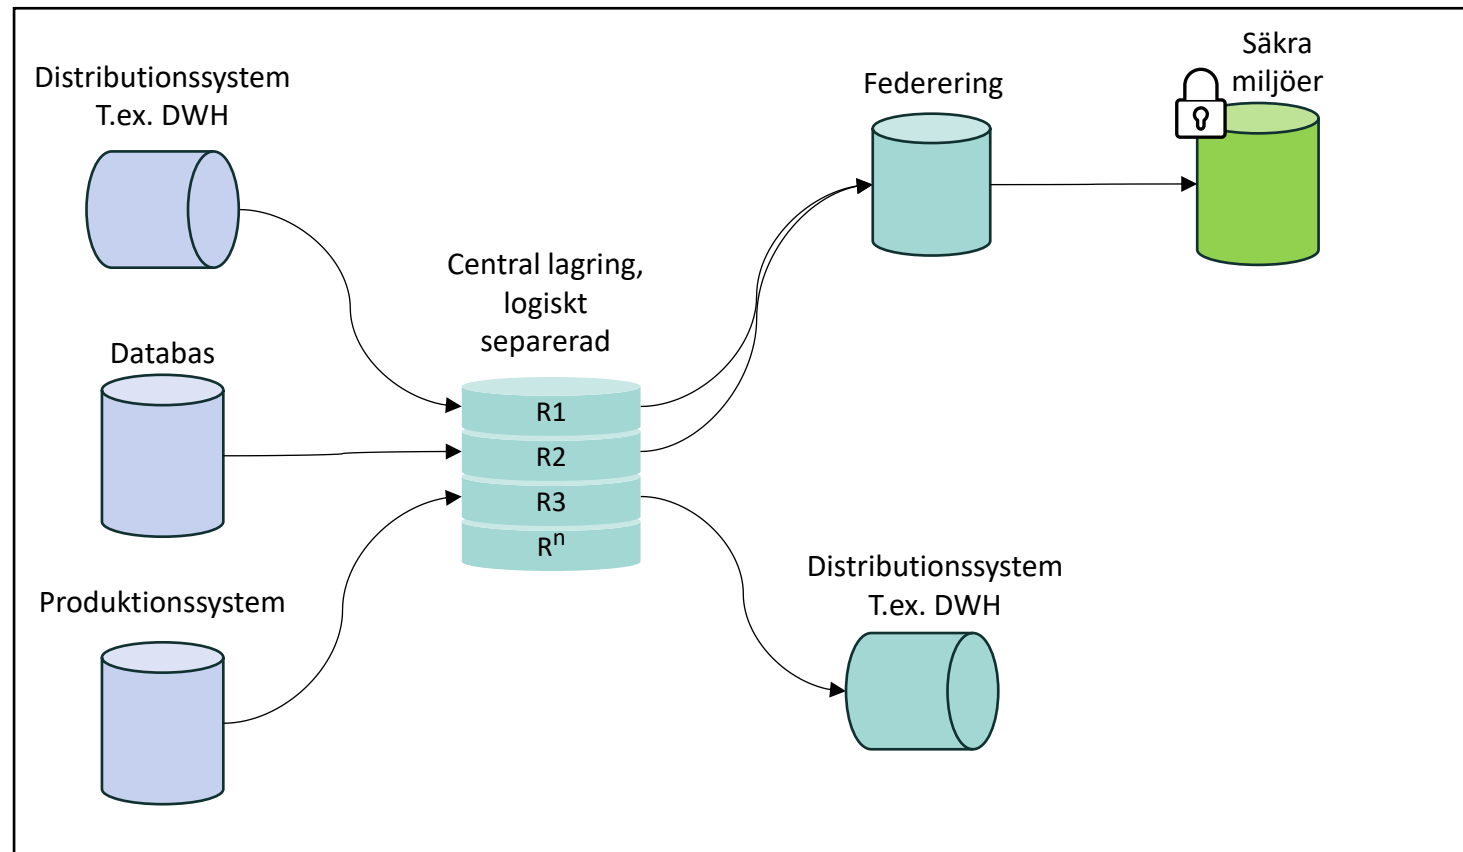 Distributionssystem
T.ex. DWH
Databas
Produktionssystem
Central lagring,
logiskt
separerad
R1
R2
R3
Rⁿ
Federering
Säkra
miljöer
Distributionssystem
T.ex. DWH